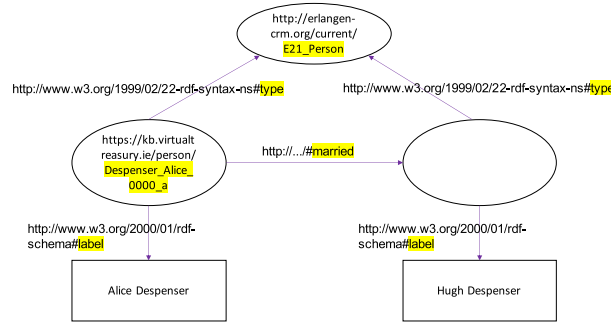 http://erlangen-
crm.org/current/
E21_Person
http://www.w3.org/1999/02/22-rdf-syntax-ns#type
http://www.w3.org/1999/02/22-rdf-syntax-ns#type
https://kb.virtualt
reasury.ie/person/
Despenser_Alice_
0000_a
http://.../#married
http://www.w3.org/2000/01/rdf-
schema#label
http://www.w3.org/2000/01/rdf-
schema#label
Alice Despenser
Hugh Despenser